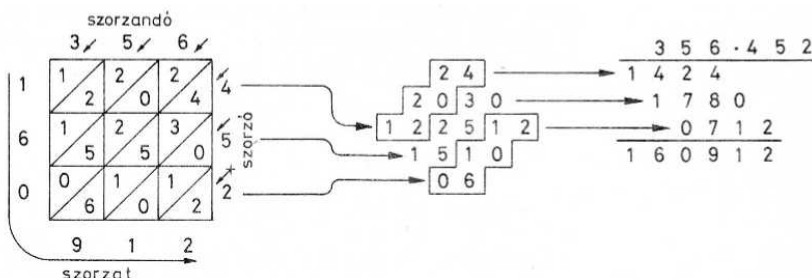 szorzandó
3 5 6
1 2 2
1 4
2 0 4
1 2 3
6 5
5 5 0
0 1 1
0 2
6 0 2
szorzó
9 1 2
szorzat
2 4
2 0 3 0
1 2 2 5 1 2
1 5 1 0
0 6
3 5 6 · 4 5 2
1 4 2 4
1 7 8 0
0 7 1 2
1 6 0 9 1 2